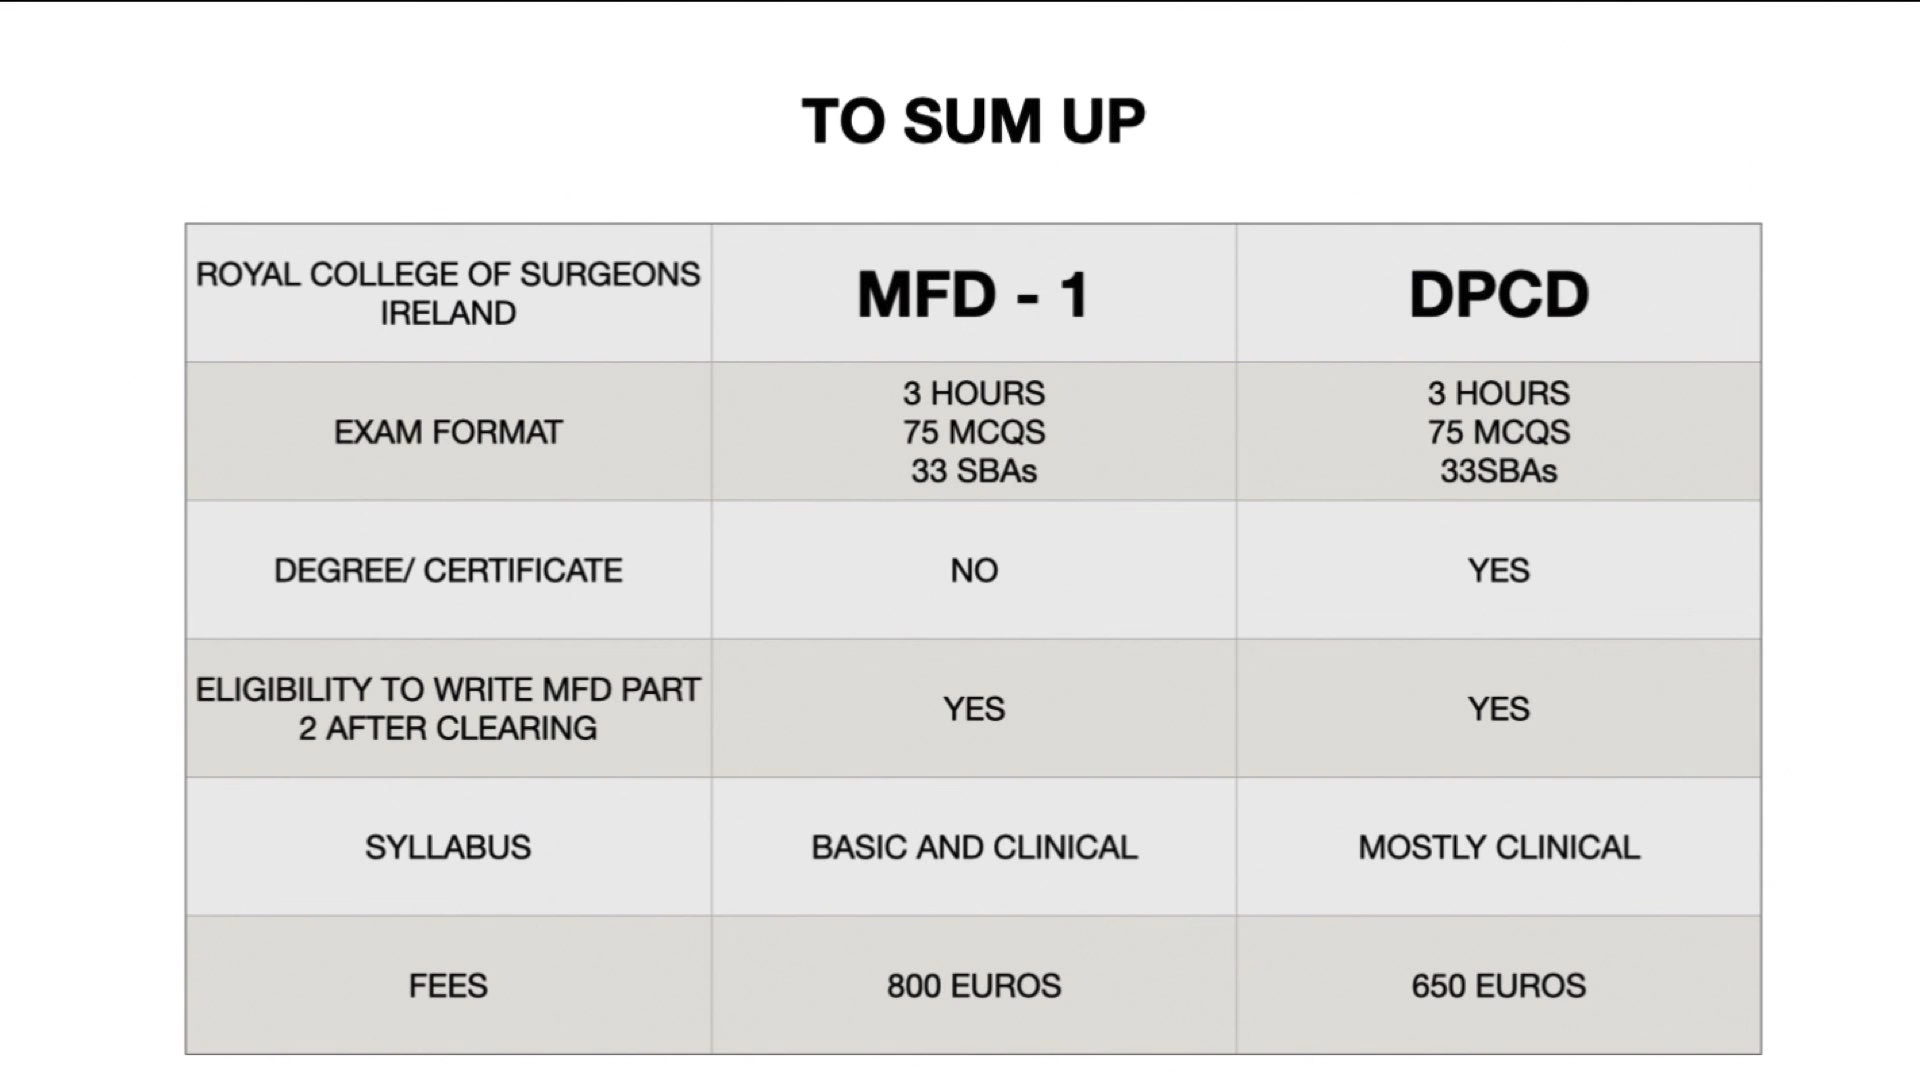 TO SUM UP
ROYAL COLLEGE OF SURGEONS
IRELAND
MFD - 1
DPCD
EXAM FORMAT
3 HOURS
75 MCQS
33 SBAs
3 HOURS
75 MCQS
33SBAs
DEGREE/ CERTIFICATE
NO
YES
ELIGIBILITY TO WRITE MFD PART
2 AFTER CLEARING
YES
YES
SYLLABUS
BASIC AND CLINICAL
MOSTLY CLINICAL
FEES
800 EUROS
650 EUROS